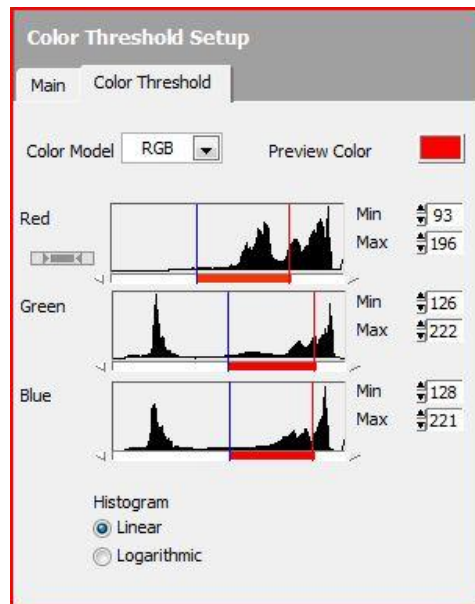 Color Threshold Setup
Main Color Threshold
Color Model RGB Preview Color
Red Min 93
Max 196
Green Min 126
Max 222
Blue Min 128
Max 221
Histogram
Linear
Logarithmic